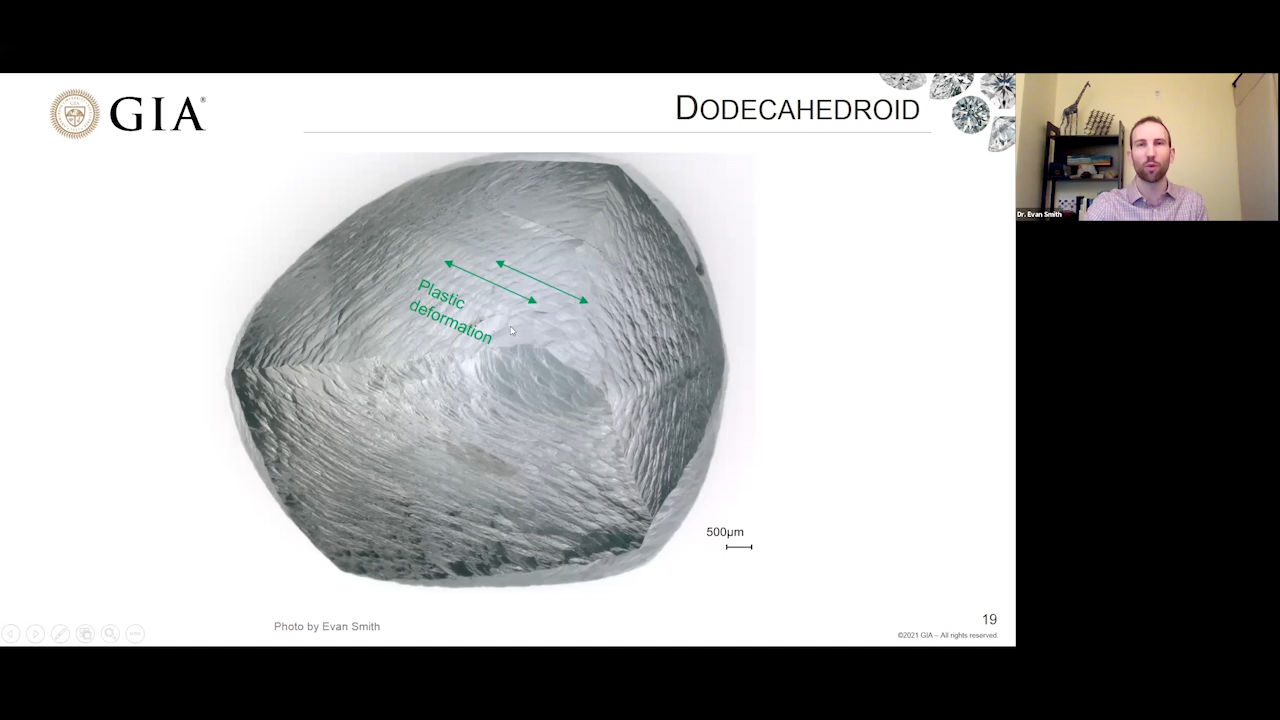 GIA®
DODECAHEDROID
Dr. Evan Smith
Plastic
deformation
500µm
Photo by Evan Smith
19
©2021 GIA – All rights reserved.